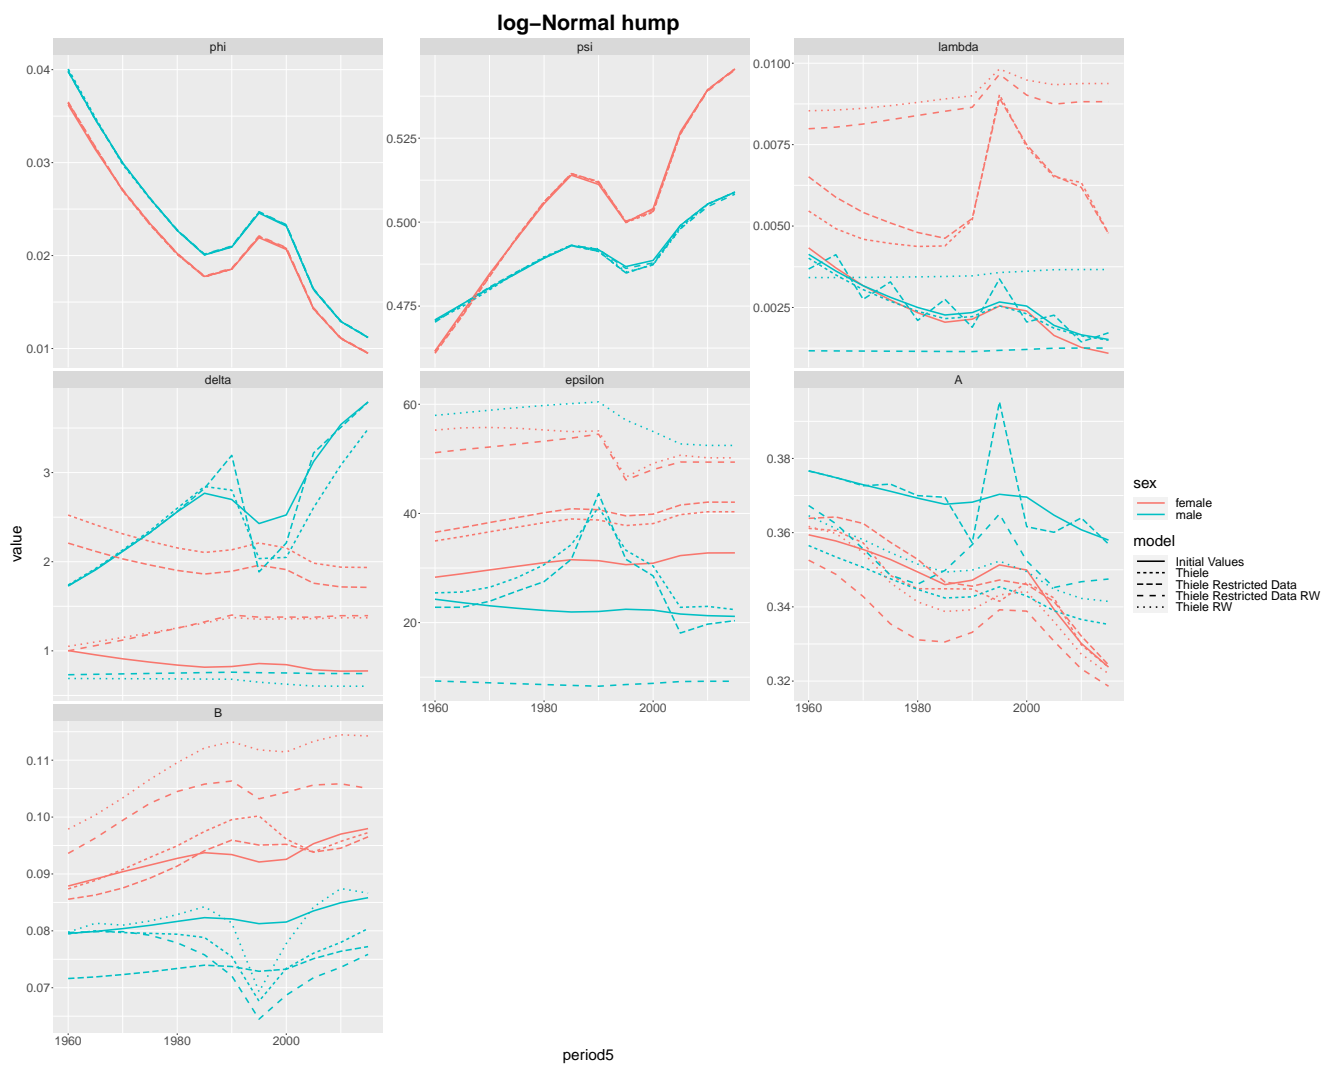 log−Normal hump
phi
psi
lambda
0.04
0.03
0.02
0.01
0.525
0.500
0.475
0.0100
0.0075
0.0050
0.0025
delta
epsilon
A
3
2
1
60
40
20
0.38
0.36
0.34
0.32
1960
1980
2000
1960
1980
2000
B
0.11
0.10
0.09
0.08
0.07
1960
1980
2000
value
period5
sex
female
male
model
Initial Values
Thiele
Thiele Restricted Data
Thiele Restricted Data RW
Thiele RW